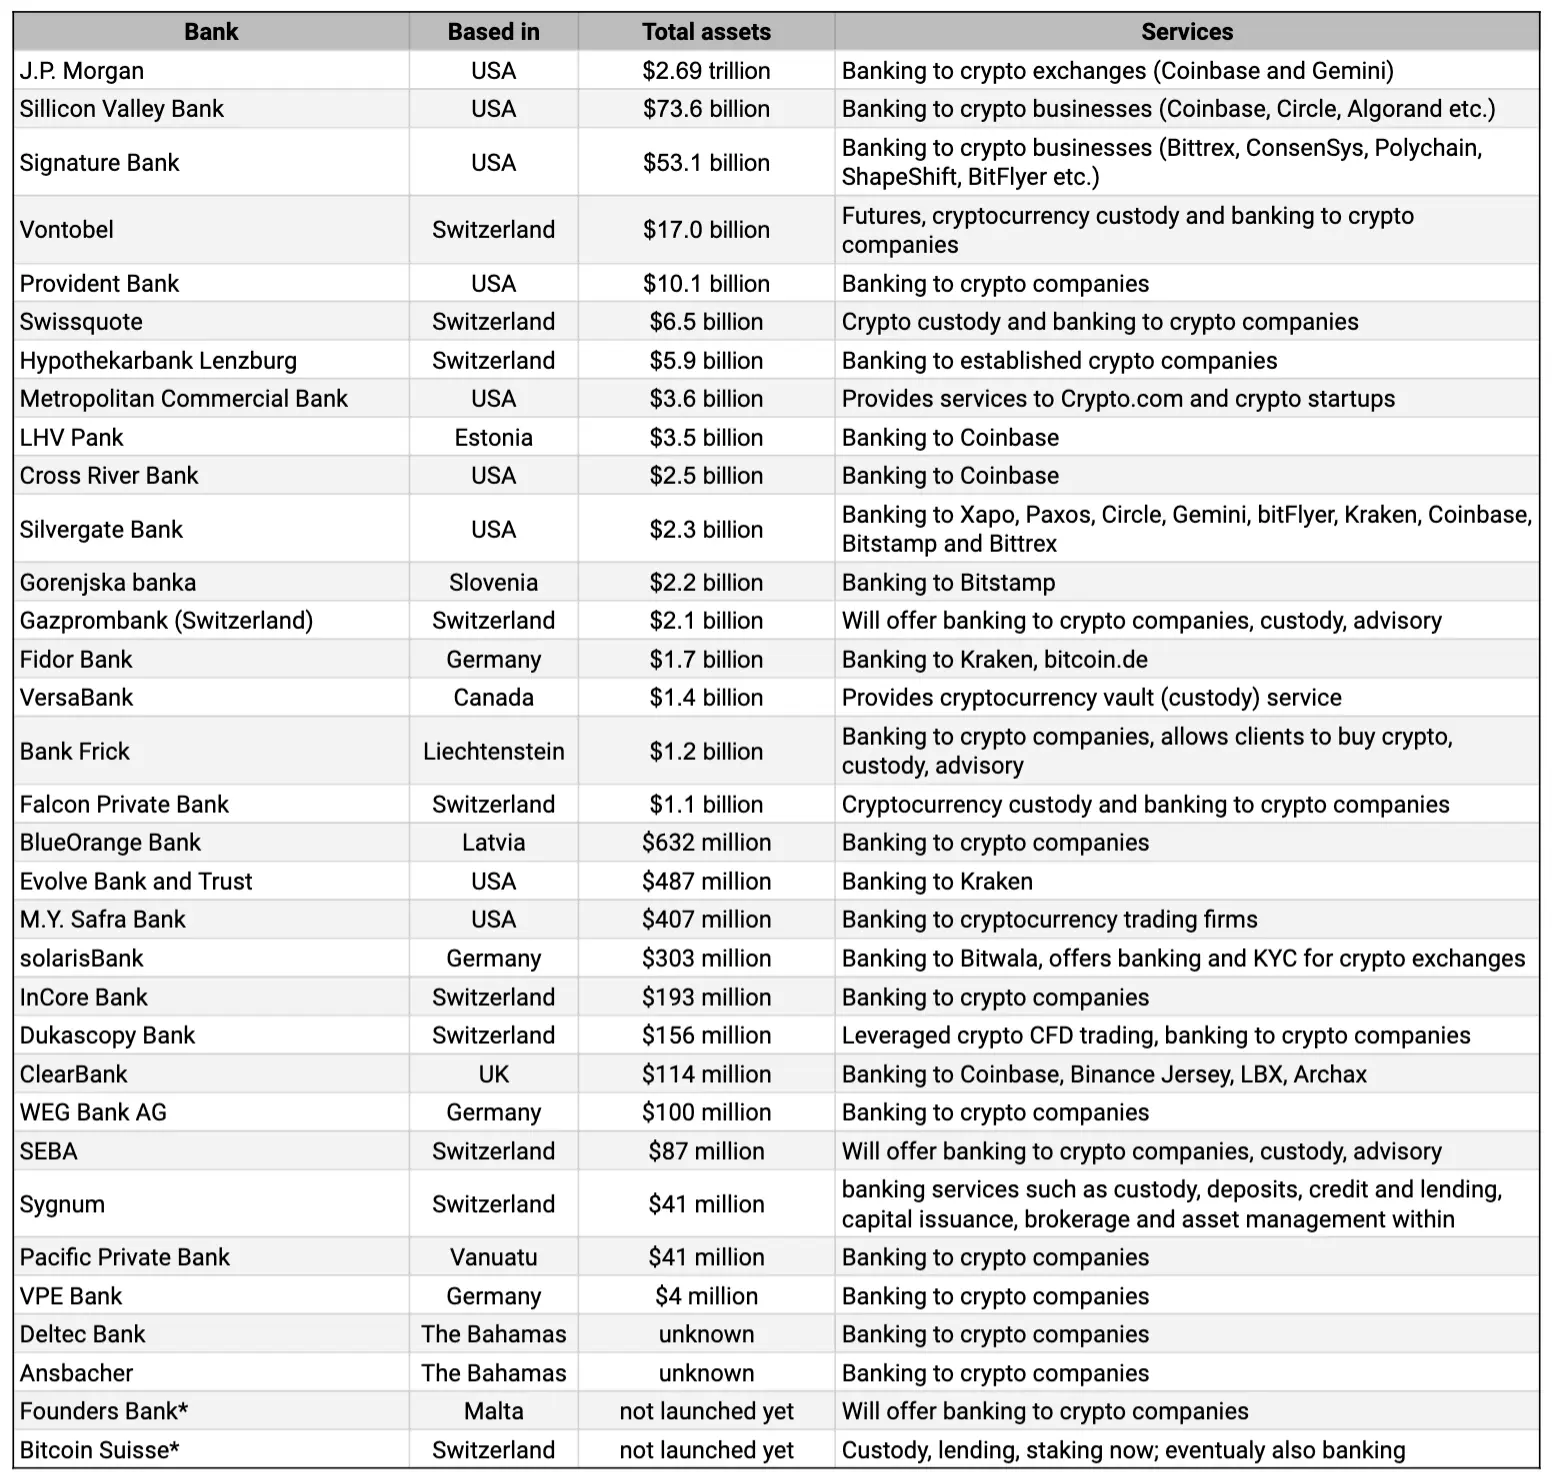 Bank Based in Total assets Services
J.P. Morgan USA $2.69 trillion Banking to crypto exchanges (Coinbase and Gemini)
Sillicon Valley Bank USA $73.6 billion Banking to crypto businesses (Coinbase, Circle, Algorand etc.)
Signature Bank USA $53.1 billion Banking to crypto businesses (Bittrex, ConsenSys, Polychain,
ShapeShift, BitFlyer etc.)
Vontobel Switzerland $17.0 billion Futures, cryptocurrency custody and banking to crypto
companies
Provident Bank USA $10.1 billion Banking to crypto companies
Swissquote Switzerland $6.5 billion Crypto custody and banking to crypto companies
Hypothekarbank Lenzburg Switzerland $5.9 billion Banking to established crypto companies
Metropolitan Commercial Bank USA $3.6 billion Provides services to Crypto.com and crypto startups
LHV Pank Estonia $3.5 billion Banking to Coinbase
Cross River Bank USA $2.5 billion Banking to Coinbase
Silvergate Bank USA $2.3 billion Banking to Xapo, Paxos, Circle, Gemini, bitFlyer, Kraken, Coinbase,
Bitstamp and Bittrex
Gorenjska banka Slovenia $2.2 billion Banking to Bitstamp
Gazprombank (Switzerland) Switzerland $2.1 billion Will offer banking to crypto companies, custody, advisory
Fidor Bank Germany $1.7 billion Banking to Kraken, bitcoin.de
VersaBank Canada $1.4 billion Provides cryptocurrency vault (custody) service
Bank Frick Liechtenstein $1.2 billion Banking to crypto companies, allows clients to buy crypto,
custody, advisory
Falcon Private Bank Switzerland $1.1 billion Cryptocurrency custody and banking to crypto companies
BlueOrange Bank Latvia $632 million Banking to crypto companies
Evolve Bank and Trust USA $487 million Banking to Kraken
M.Y. Safra Bank USA $407 million Banking to cryptocurrency trading firms
solarisBank Germany $303 million Banking to Bitwala, offers banking and KYC for crypto exchanges
InCore Bank Switzerland $193 million Banking to crypto companies
Dukascopy Bank Switzerland $156 million Leveraged crypto CFD trading, banking to crypto companies
ClearBank UK $114 million Banking to Coinbase, Binance Jersey, LBX, Archax
WEG Bank AG Germany $100 million Banking to crypto companies
SEBA Switzerland $87 million Will offer banking to crypto companies, custody, advisory
Sygnum Switzerland $41 million banking services such as custody, deposits, credit and lending,
capital issuance, brokerage and asset management within
Pacific Private Bank Vanuatu $41 million Banking to crypto companies
VPE Bank Germany $4 million Banking to crypto companies
Deltec Bank The Bahamas unknown Banking to crypto companies
Ansbacher The Bahamas unknown Banking to crypto companies
Founders Bank* Malta not launched yet Will offer banking to crypto companies
Bitcoin Suisse* Switzerland not launched yet Custody, lending, staking now; eventualy also banking